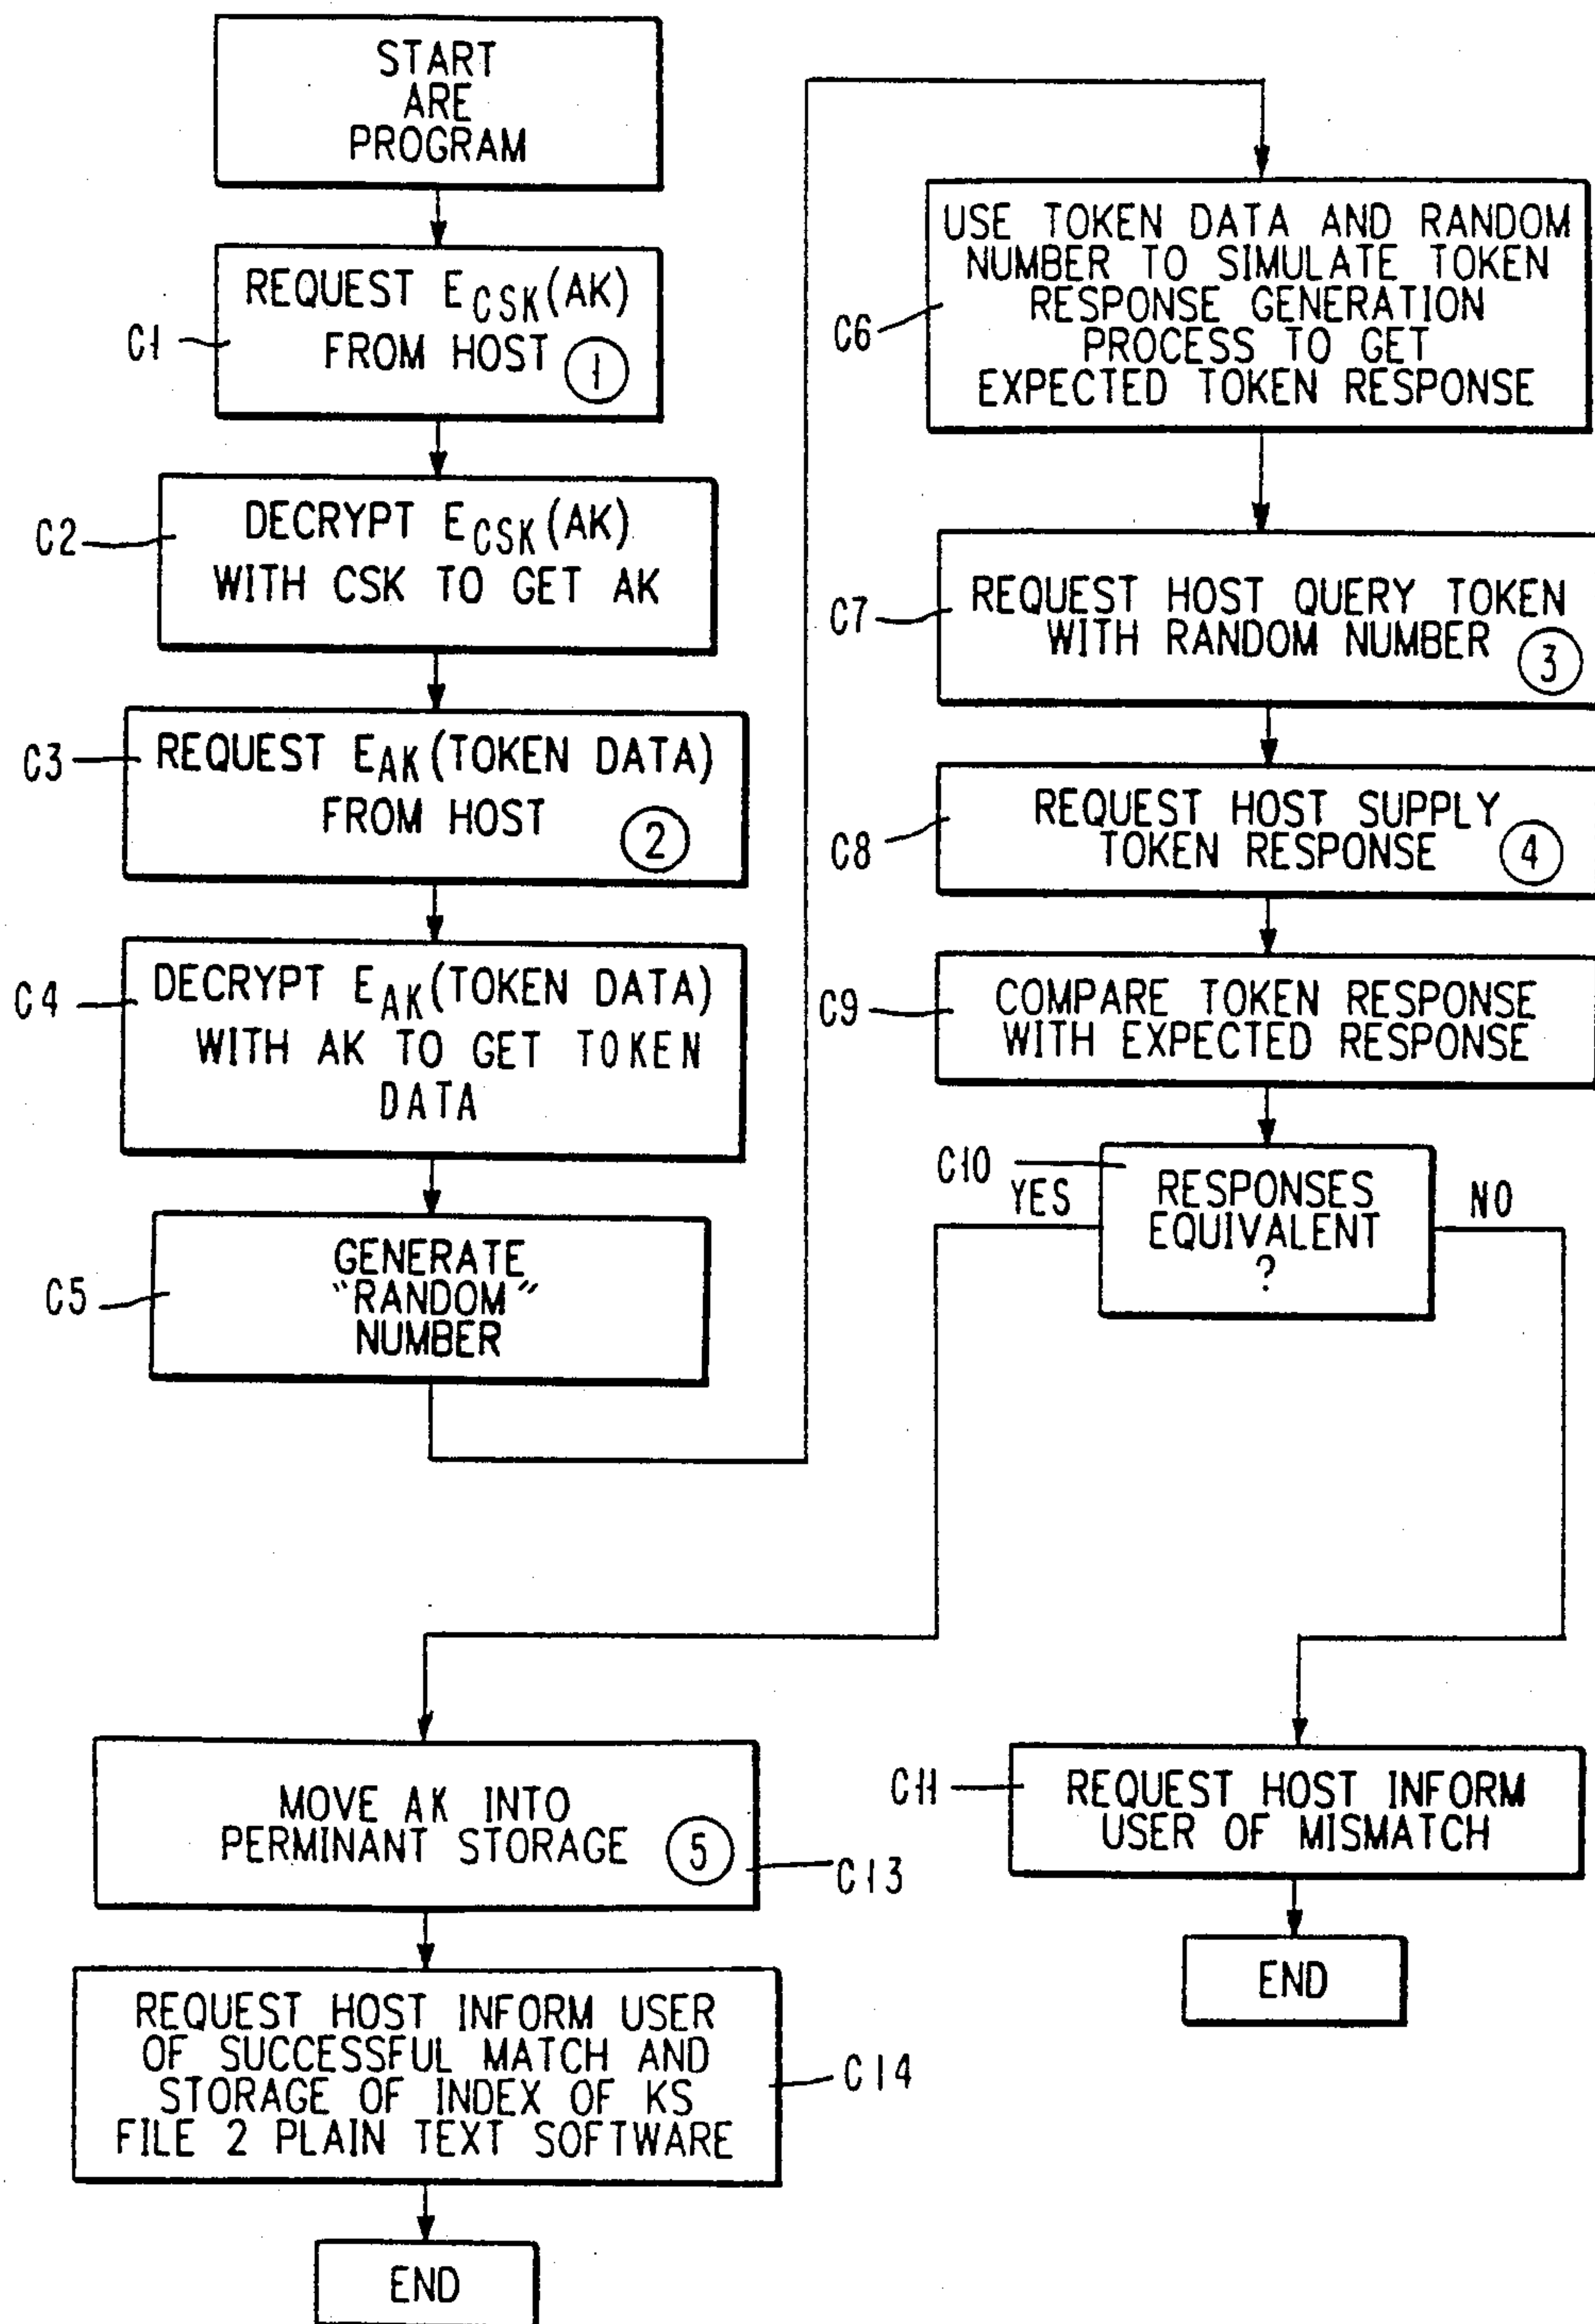 START
ARE
PROGRAM
C1
REQUEST ECSK(AK)
FROM HOST ①
C2
DECRYPT ECSK(AK)
WITH CSK TO GET AK
C3
REQUEST EAK(TOKEN DATA)
FROM HOST ②
C4
DECRYPT EAK(TOKEN DATA)
WITH AK TO GET TOKEN
DATA
C5
GENERATE
"RANDOM"
NUMBER
C6
USE TOKEN DATA AND RANDOM
NUMBER TO SIMULATE TOKEN
RESPONSE GENERATION
PROCESS TO GET
EXPECTED TOKEN RESPONSE
C7
REQUEST HOST QUERY TOKEN
WITH RANDOM NUMBER ③
C8
REQUEST HOST SUPPLY
TOKEN RESPONSE ④
C9
COMPARE TOKEN RESPONSE
WITH EXPECTED RESPONSE
C10
YES
RESPONSES
EQUIVALENT
?
NO
MOVE AK INTO
PERMINANT STORAGE ⑤
C13
C11
REQUEST HOST INFORM
USER OF MISMATCH
END
REQUEST HOST INFORM USER
OF SUCCESSFUL MATCH AND
STORAGE OF INDEX OF KS
FILE 2 PLAIN TEXT SOFTWARE
C14
END